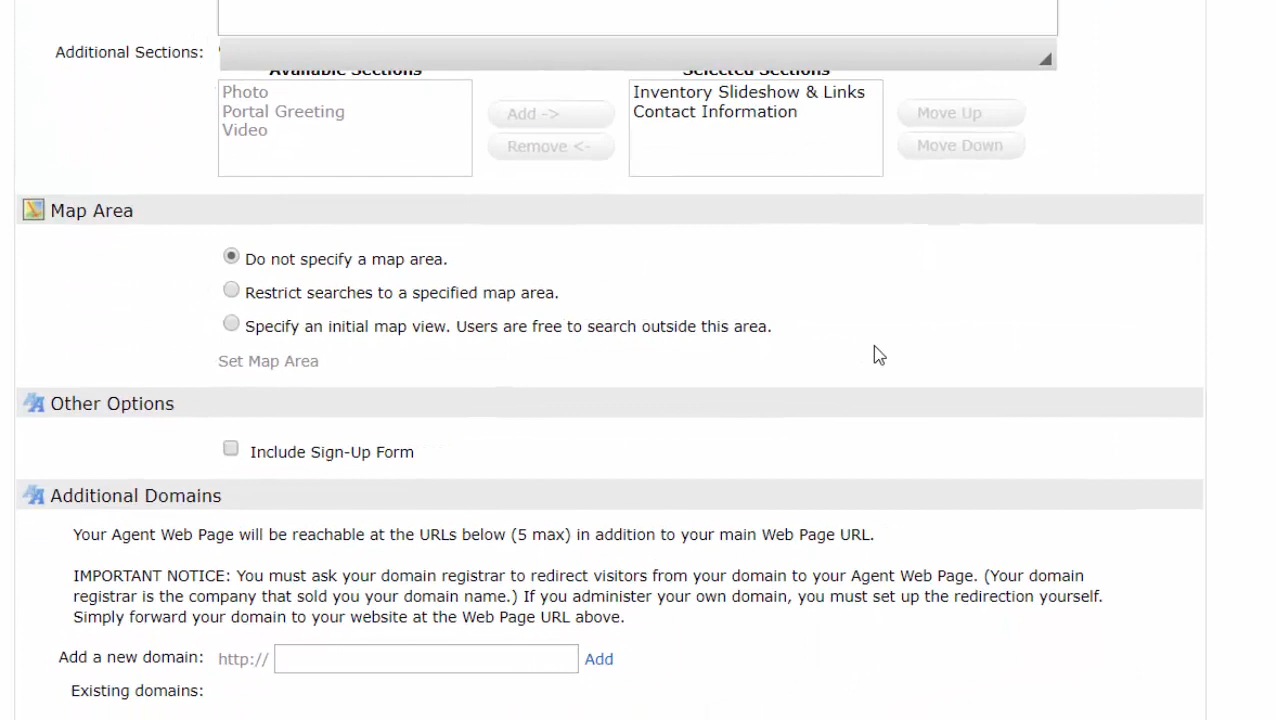 Additional Sections:
Available Sections
Selected Sections
Photo
Portal Greeting
Video
Add ->
Remove <-
Inventory Slideshow & Links
Contact Information
Move Up
Move Down
Map Area
Do not specify a map area.
Restrict searches to a specified map area.
Specify an initial map view. Users are free to search outside this area.
Set Map Area
Other Options
Include Sign-Up Form
Additional Domains
Your Agent Web Page will be reachable at the URLs below (5 max) in addition to your main Web Page URL.
IMPORTANT NOTICE: You must ask your domain registrar to redirect visitors from your domain to your Agent Web Page. (Your domain
registrar is the company that sold you your domain name.) If you administer your own domain, you must set up the redirection yourself.
Simply forward your domain to your website at the Web Page URL above.
Add a new domain: http:// Add
Existing domains: